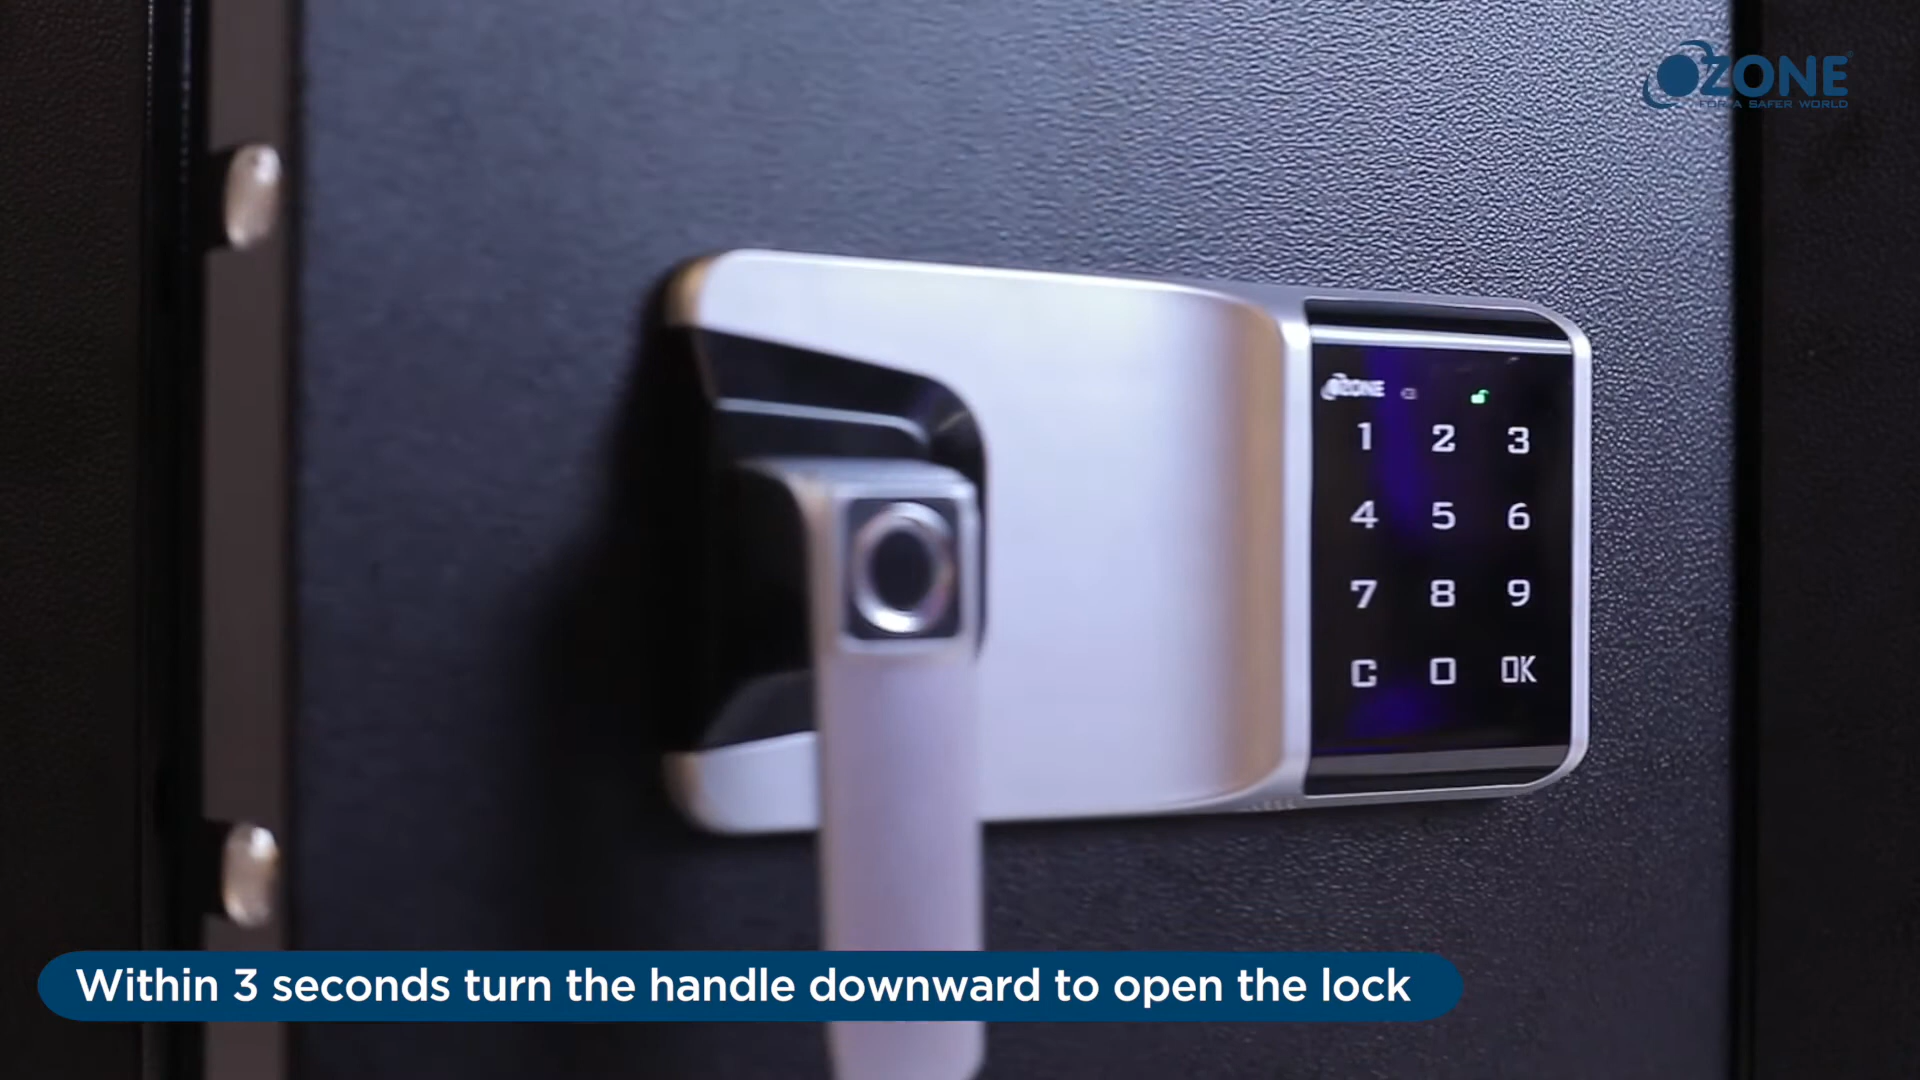 OZONE
FOR A SAFER WORLD
OZONE
1 2 3
4 5 6
7 8 9
C 0 OK
Within 3 seconds turn the handle downward to open the lock